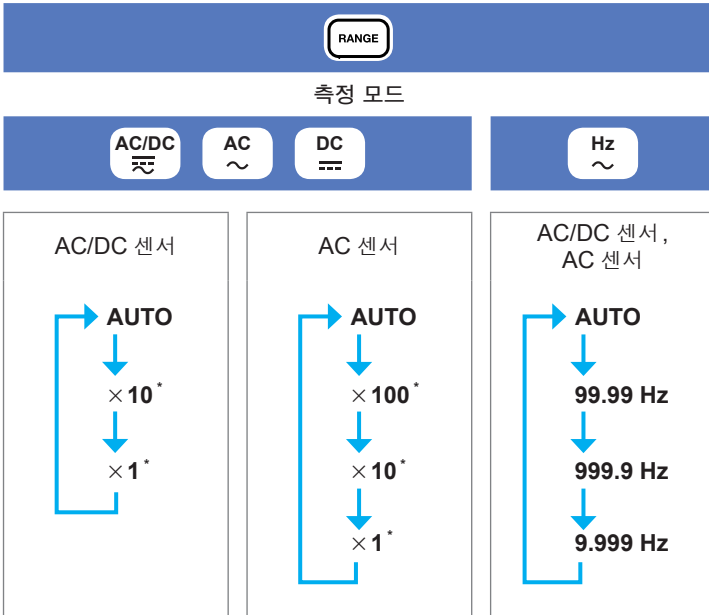 RANGE
측정 모드
AC/DC
AC
DC
Hz
AC/DC 센서
AUTO
×10*
×1*
AC 센서
AUTO
×100*
×10*
×1*
AC/DC 센서,
AC 센서
AUTO
99.99 Hz
999.9 Hz
9.999 Hz